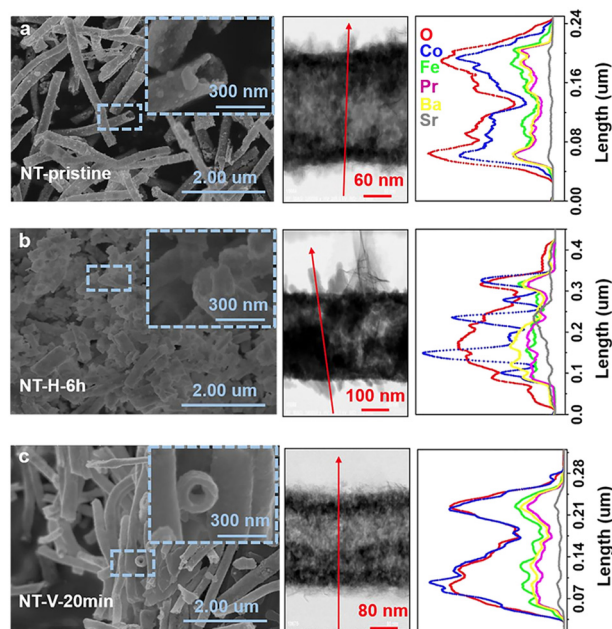 a
300 nm
NT-pristine
2.00 um
60 nm
O
Co
Fe
Pr
Ba
Sr
0.24
0.16
0.08
0.00
Length (um)
b
300 nm
NT-H-6h
2.00 um
100 nm
0.4
0.3
0.2
0.1
0.0
Length (um)
c
300 nm
NT-V-20min
2.00 um
80 nm
0.28
0.21
0.14
0.07
Length (um)